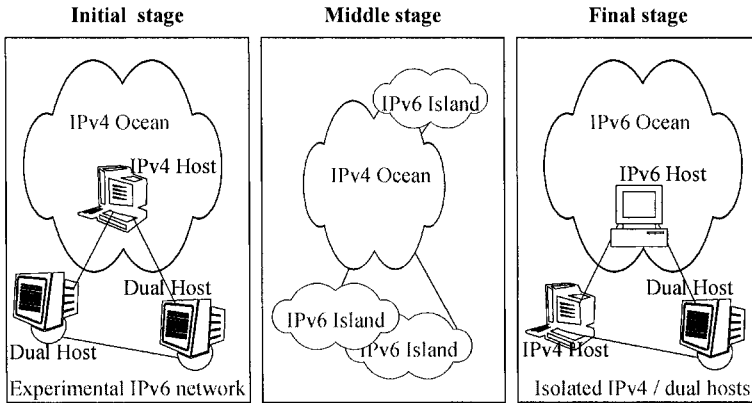 Initial stage
IPv4 Ocean
IPv4 Host
Dual Host
Dual Host
Experimental IPv6 network
Middle stage
IPv6 Island
IPv4 Ocean
IPv6 Island
IPv6 Island
Final stage
IPv6 Ocean
IPv6 Host
Dual Host
IPv4 Host
Isolated IPv4 / dual hosts